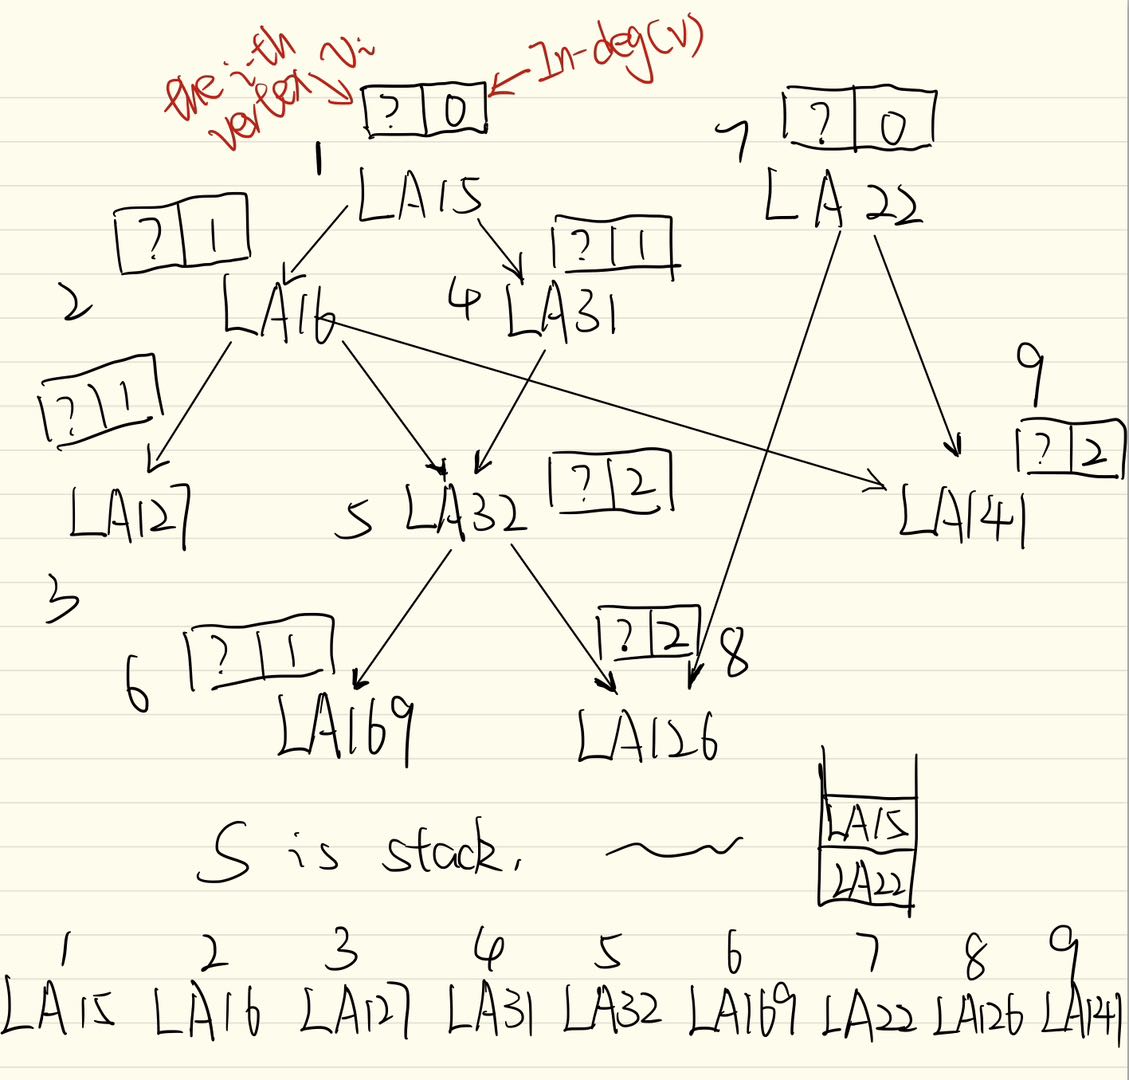 the i-th
vertex Vi
In-deg(v)
? 0
? 0
1
7
LA15
LA22
? 1
? 1
2
LA16
4
LA31
? 1
9
? 2
LA127
5
LA32
? 2
LA141
3
6
? 1
? 2
8
LA169
LA126
S is stack.
LA15
LA22
1 2 3 4 5 6 7 8 9
LA15 LA16 LA127 LA31 LA32 LA169 LA22 LA126 LA141